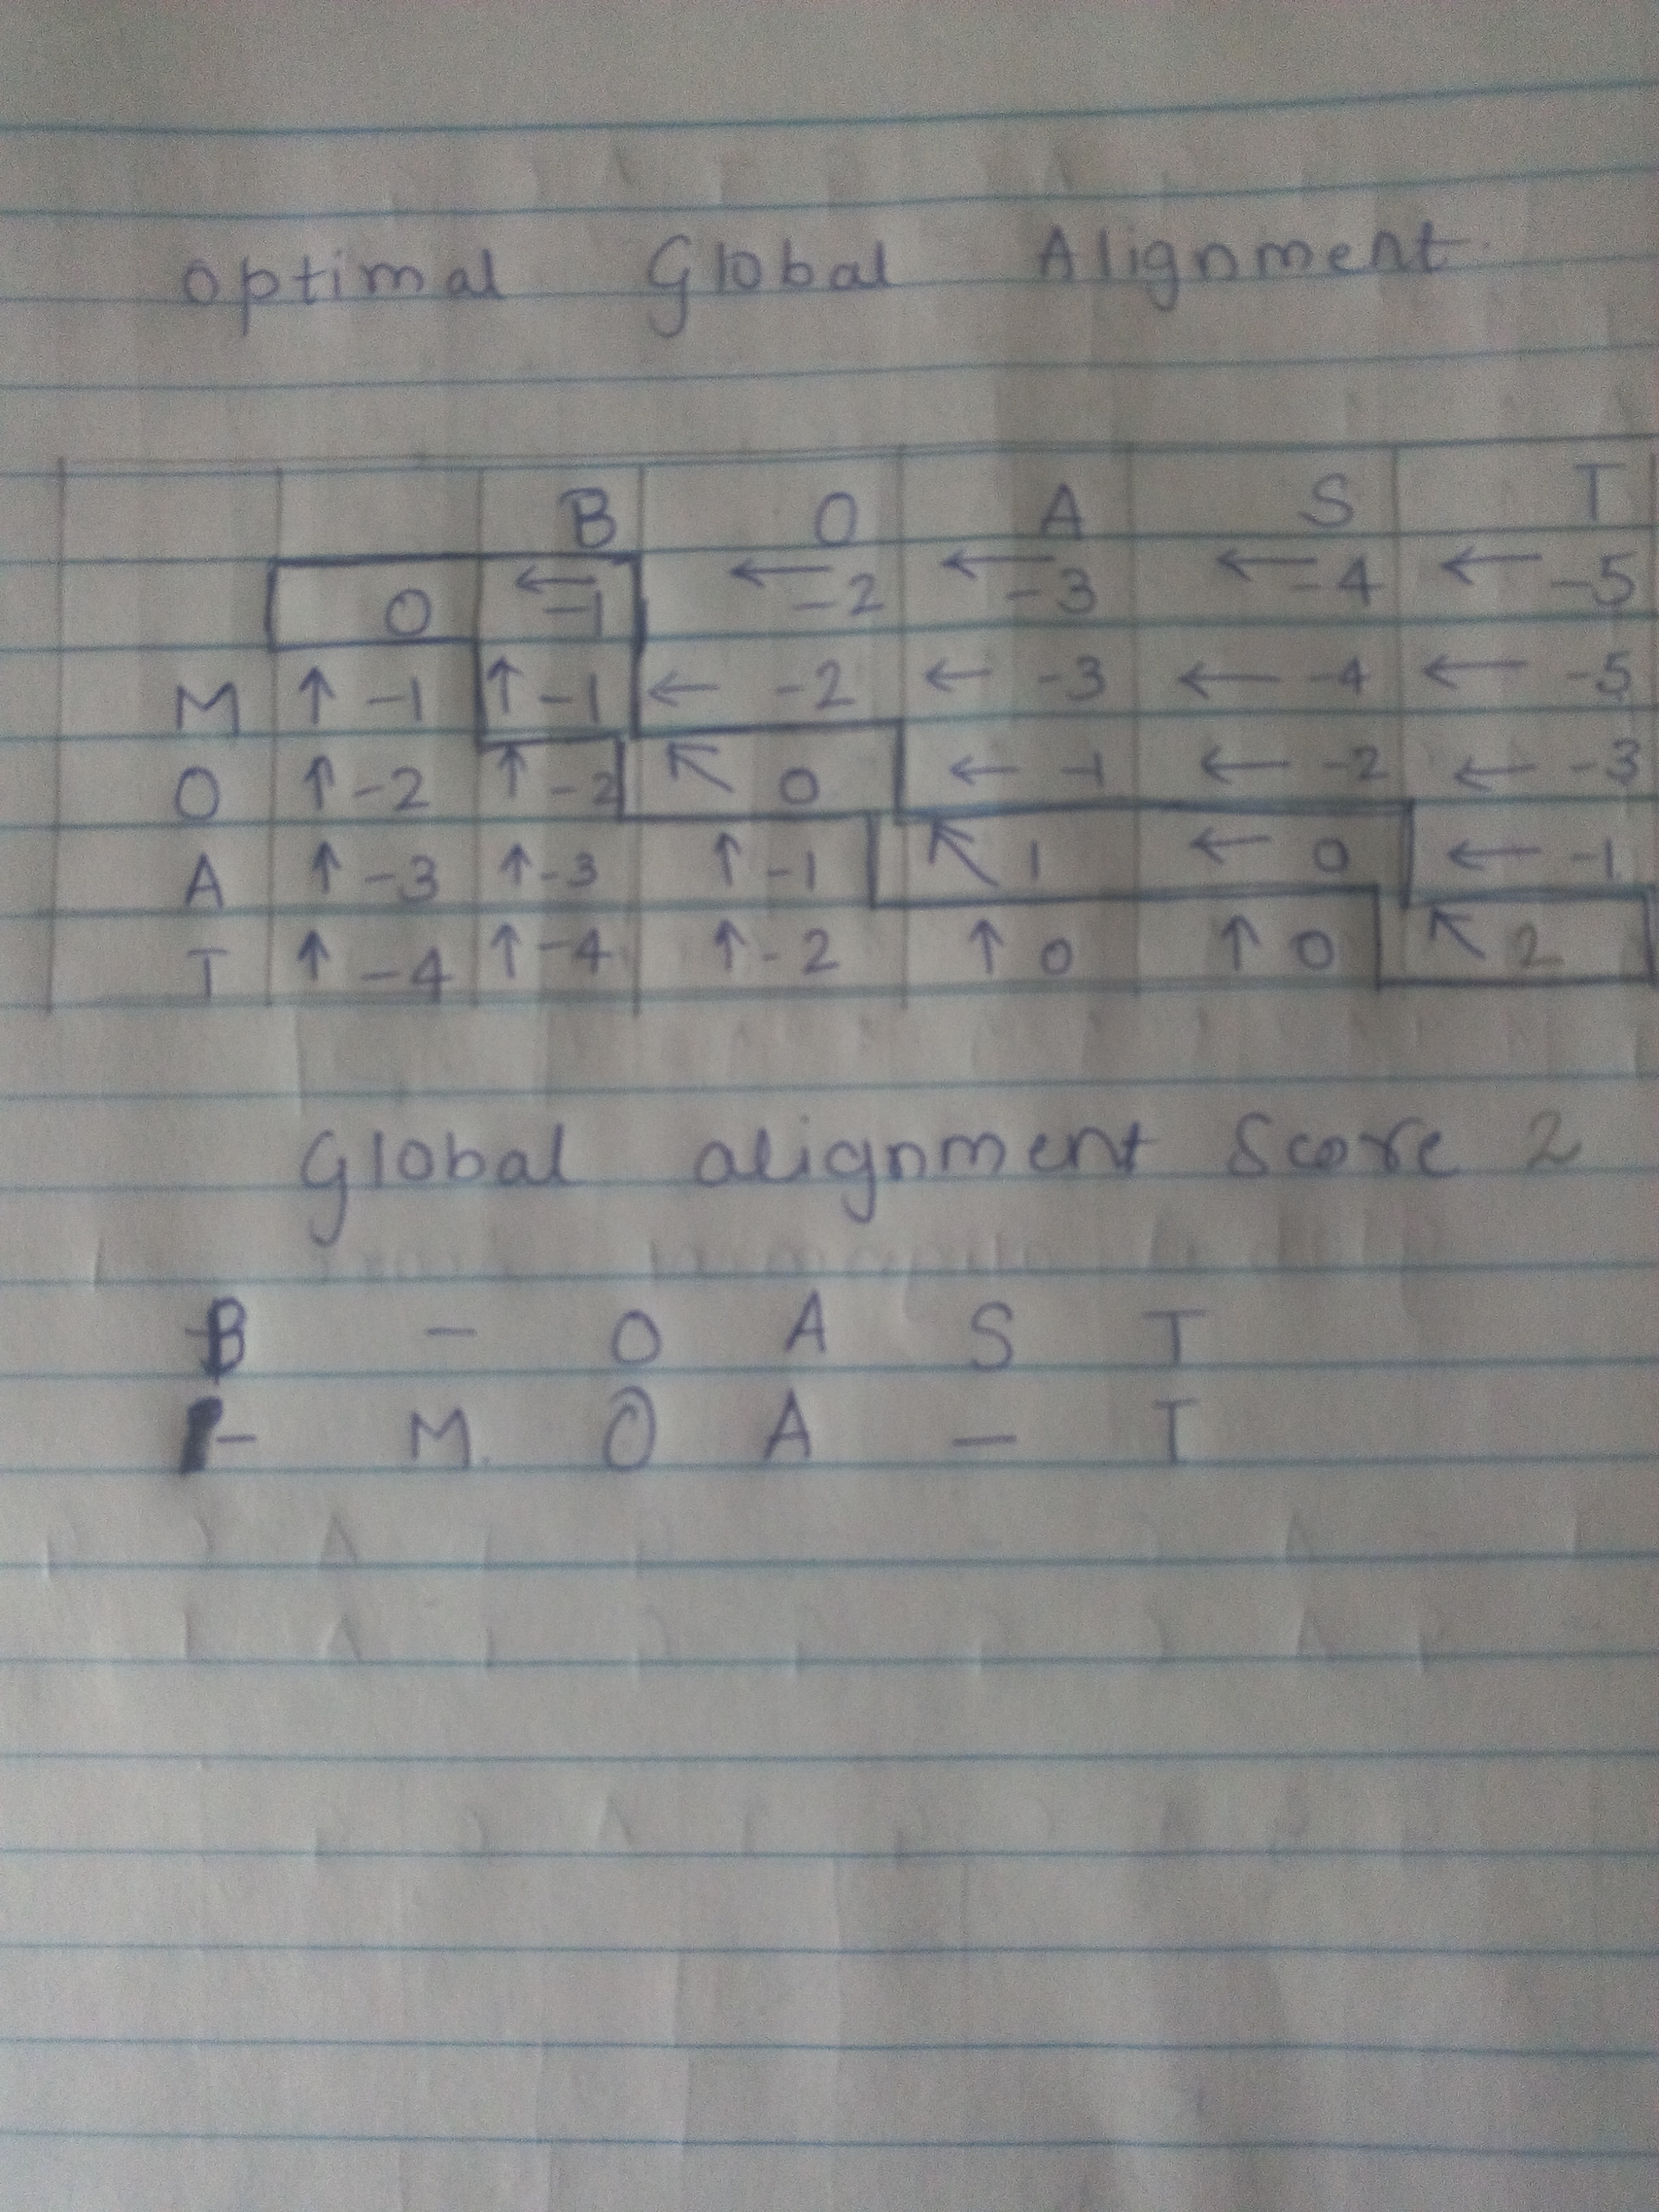 Optimal Global Alignment
B O A S T
0 ← -1 ← -2 ← -3 ← -4 ← -5
M ↑ -1 ↑ -1 ← -2 ← -3 ← -4 ← -5
O ↑ -2 ↑ -2 ↖ 0 ← -1 ← -2 ← -3
A ↑ -3 ↑ -3 ↑ -1 ↖ 1 ← 0 ← -1
T ↑ -4 ↑ -4 ↑ -2 ↑ 0 ↑ 0 ↖ 2
Global alignment Score 2
B - O A S T
- M O A - T